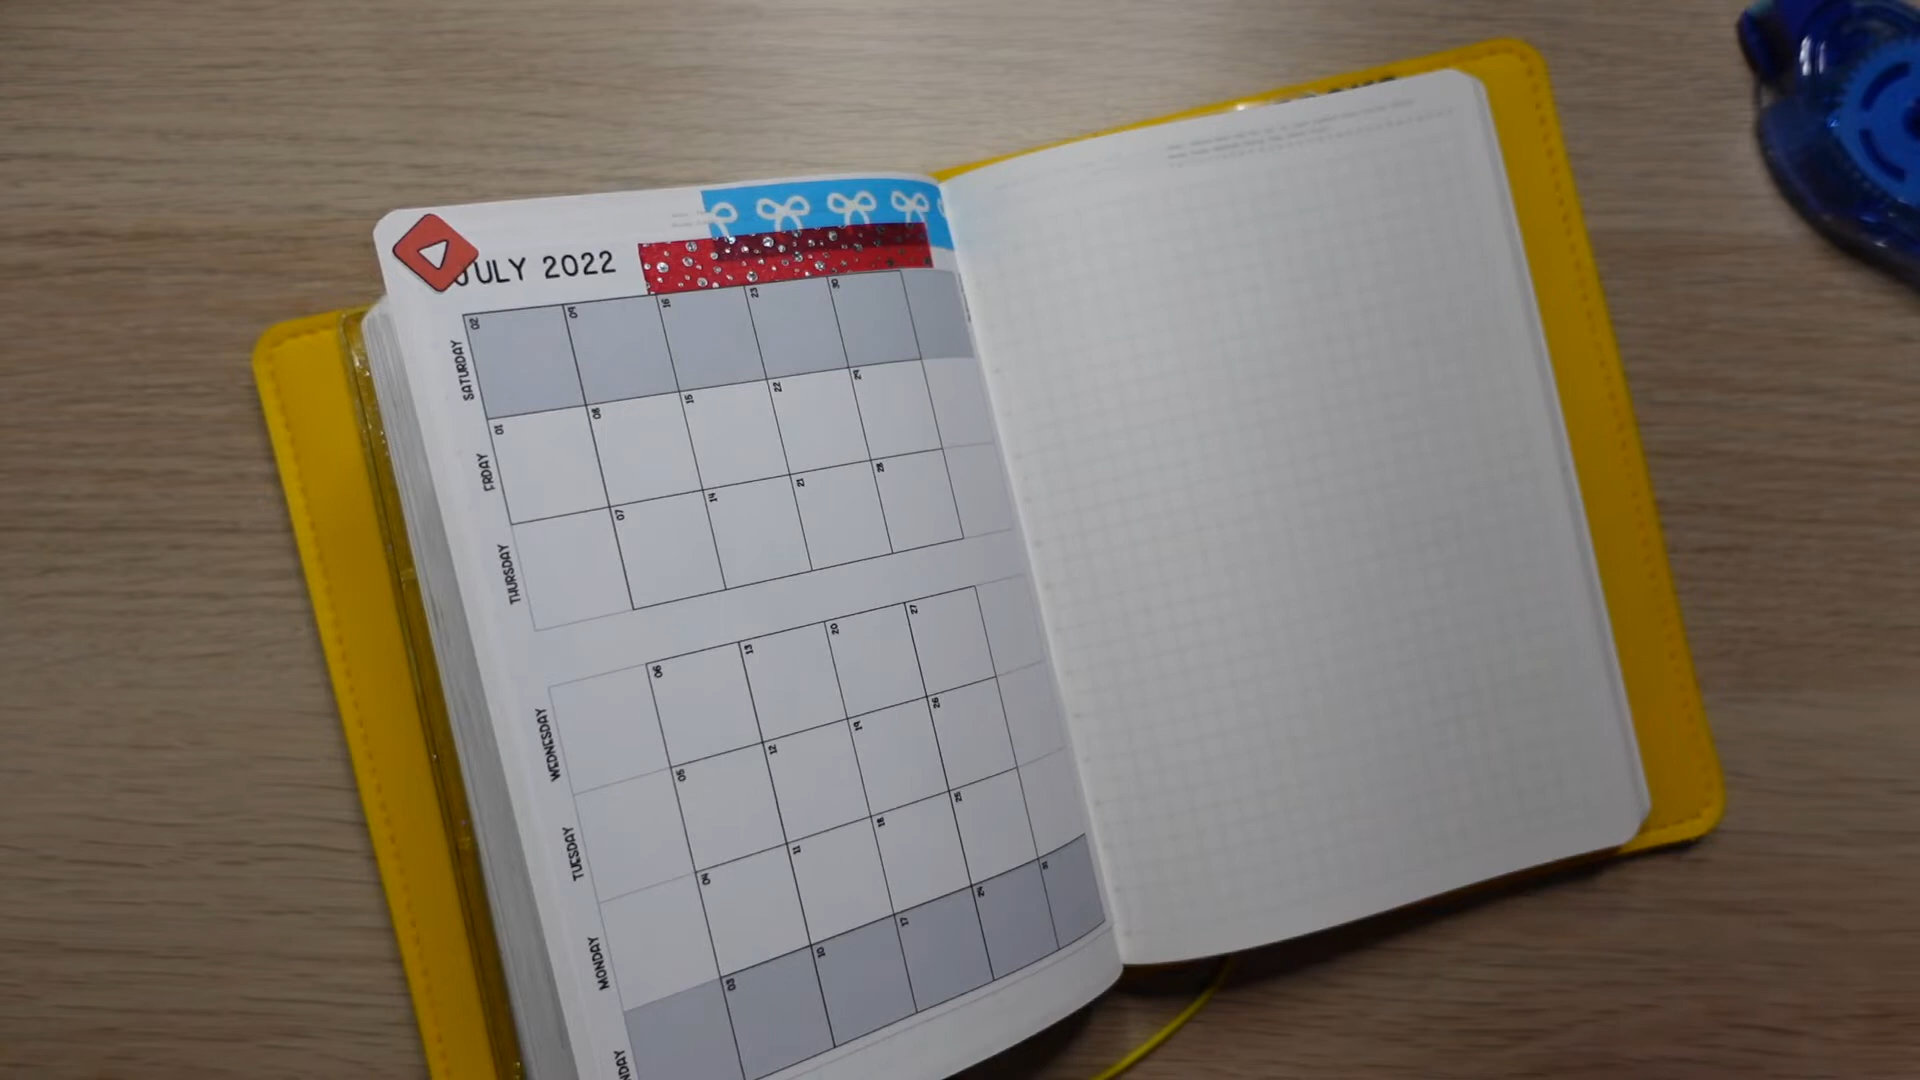 JULY 2022
SATURDAY
02 09 16 23 30
FRDAY
01 08 15 22 29
THURSDAY
07 14 21 28
WEDNESDAY
06 13 20 27
TUESDAY
05 12 19 26
MONDAY
04 11 18 25
NDAY
03 10 17 24 31